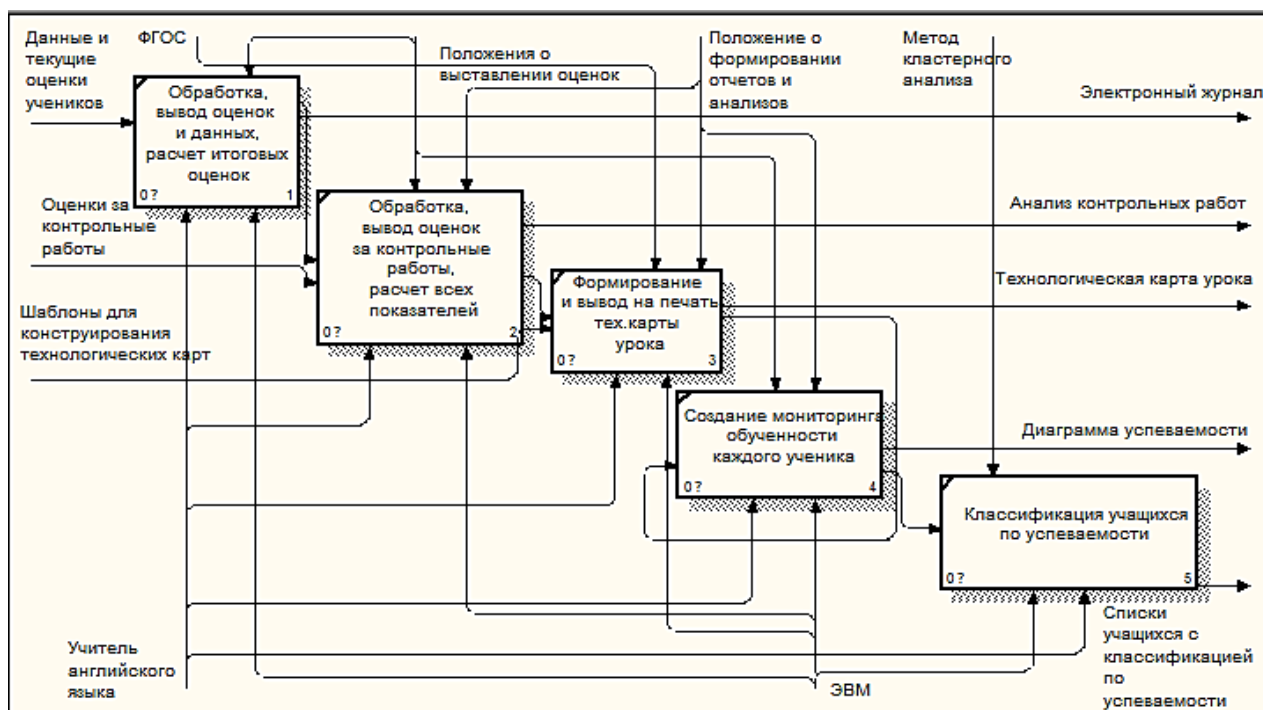 Данные и
текущие
оценки
учеников
ФГОС
Положения о
выставлении оценок
Положение о
формировании
отчетов и
анализов
Метод
кластерного
анализа
Электронный журнал
Обработка,
вывод оценок
и данных,
расчет итоговых
оценок
0 ?
1
Оценки за
контрольные
работы
Обработка,
вывод оценок
за контрольные
работы,
расчет всех
показателей
0 ?
2
Анализ контрольных работ
Технологическая карта урока
Шаблоны для
конструирования
технологических карт
Формирование
и вывод на печать
тех.карты
урока
0 ?
3
Создание мониторинга
обученности
каждого ученика
0 ?
4
Диаграмма успеваемости
Классификация учащихся
по успеваемости
0 ?
5
Списки
учащихся с
классификацией
по
успеваемости
Учитель
английского
языка
ЭВМ